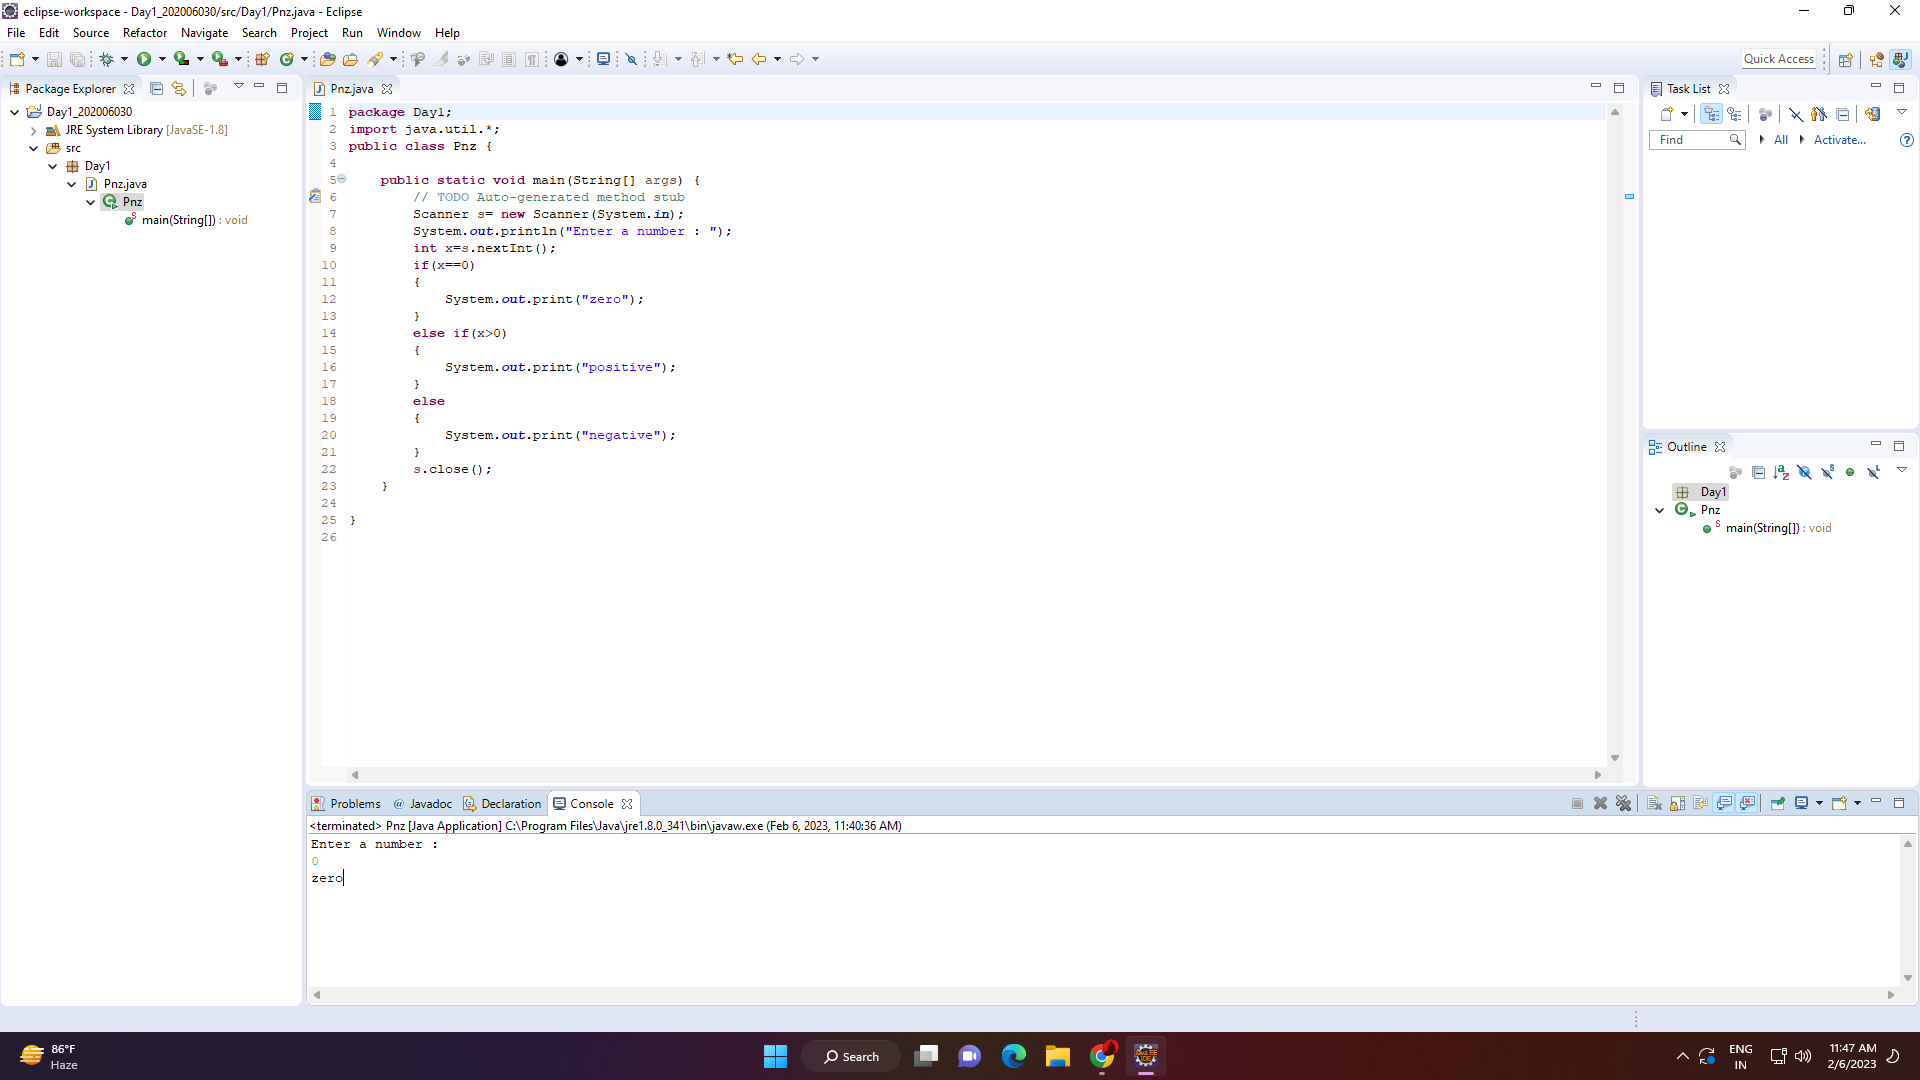 eclipse-workspace - Day1_202006030/src/Day1/Pnz.java - Eclipse
File Edit Source Refactor Navigate Search Project Run Window Help
Quick Access
Package Explorer
Day1_202006030
JRE System Library [JavaSE-1.8]
src
Day1
Pnz.java
Pnz
main(String[]) : void
Pnz.java
1 package Day1;
2 import java.util.*;
3 public class Pnz {
4
5 public static void main(String[] args) {
6 // TODO Auto-generated method stub
7 Scanner s= new Scanner(System.in);
8 System.out.println("Enter a number : ");
9 int x=s.nextInt();
10 if(x==0)
11 {
12 System.out.print("zero");
13 }
14 else if(x>0)
15 {
16 System.out.print("positive");
17 }
18 else
19 {
20 System.out.print("negative");
21 }
22 s.close();
23 }
24
25 }
26
Task List
Find All Activate...
Outline
Day1
Pnz
main(String[]) : void
Problems @ Javadoc Declaration Console
<terminated> Pnz [Java Application] C:\Program Files\Java\jre1.8.0_341\bin\javaw.exe (Feb 6, 2023, 11:40:36 AM)
Enter a number :
0
zero
86°F
Haze
Search
ENG
IN
11:47 AM
2/6/2023